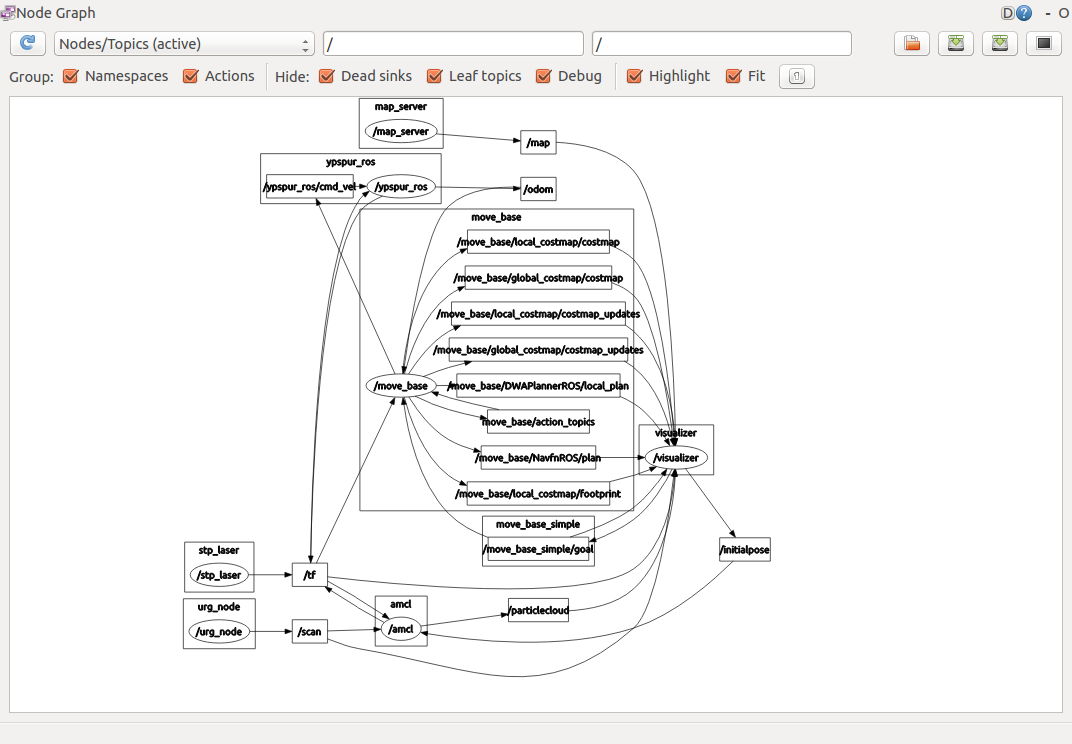 Node Graph
D ? - O
Nodes/Topics (active)
/
/
Group: Namespaces Actions Hide: Dead sinks Leaf topics Debug Highlight Fit
map_server
/map_server
/map
ypspur_ros
/ypspur_ros/cmd_vel
/ypspur_ros
/odom
move_base
/move_base/local_costmap/costmap
/move_base/global_costmap/costmap
/move_base/local_costmap/costmap_updates
/move_base/global_costmap/costmap_updates
/move_base
/move_base/DWAPlannerROS/local_plan
move_base/action_topics
visualizer
/move_base/NavfnROS/plan
/visualizer
/move_base/local_costmap/footprint
move_base_simple
/move_base_simple/goal
/initialpose
stp_laser
/stp_laser
/tf
urg_node
/urg_node
/scan
amcl
/amcl
/particlecloud